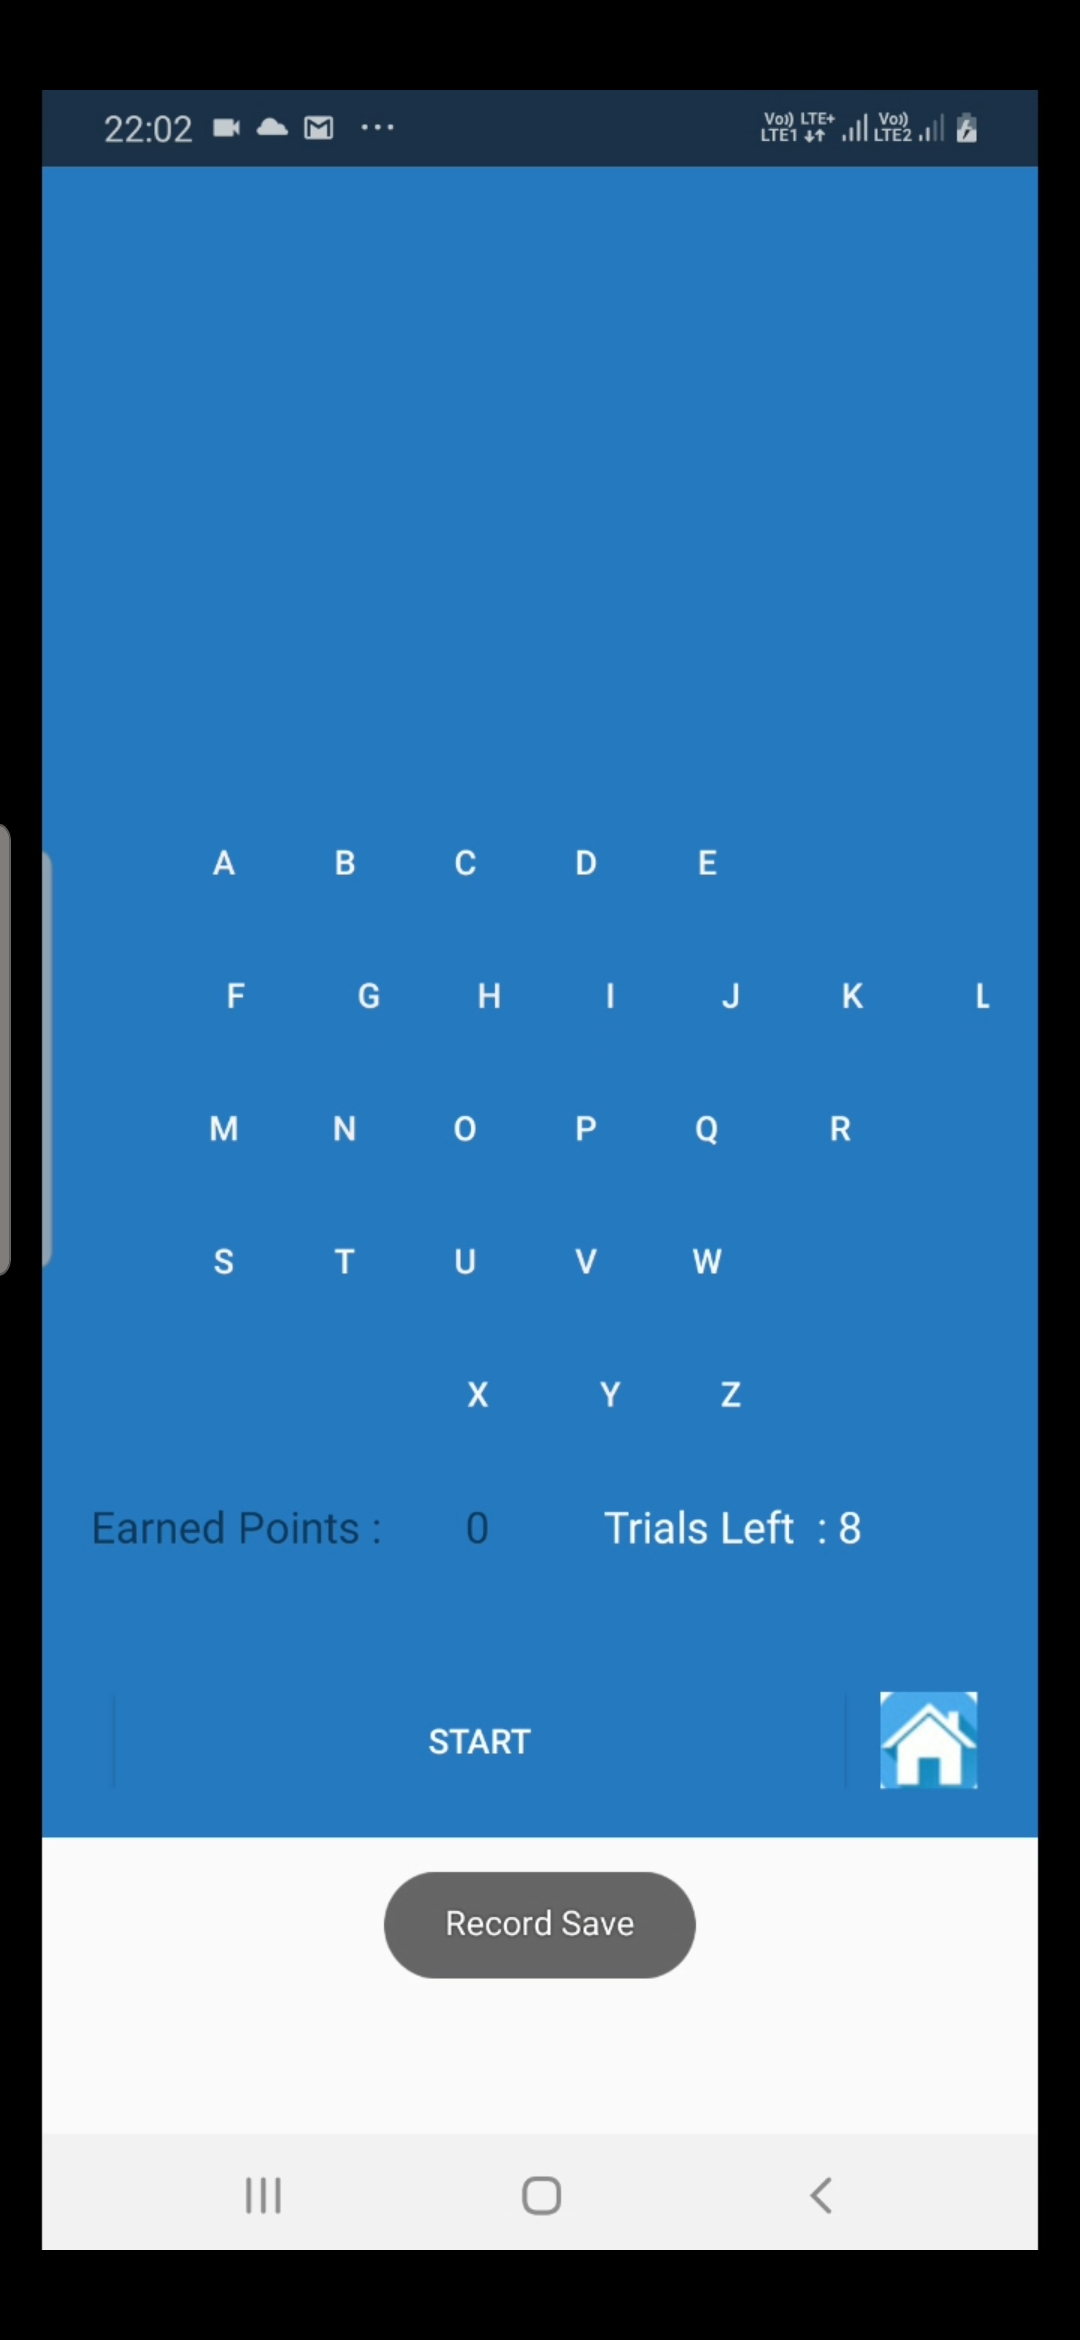 22:02 ... Vo)) LTE+ LTE1 Vo)) LTE2
A B C D E
F G H I J K L
M N O P Q R
S T U V W
X Y Z
Earned Points : 0 Trials Left : 8
START
Record Save